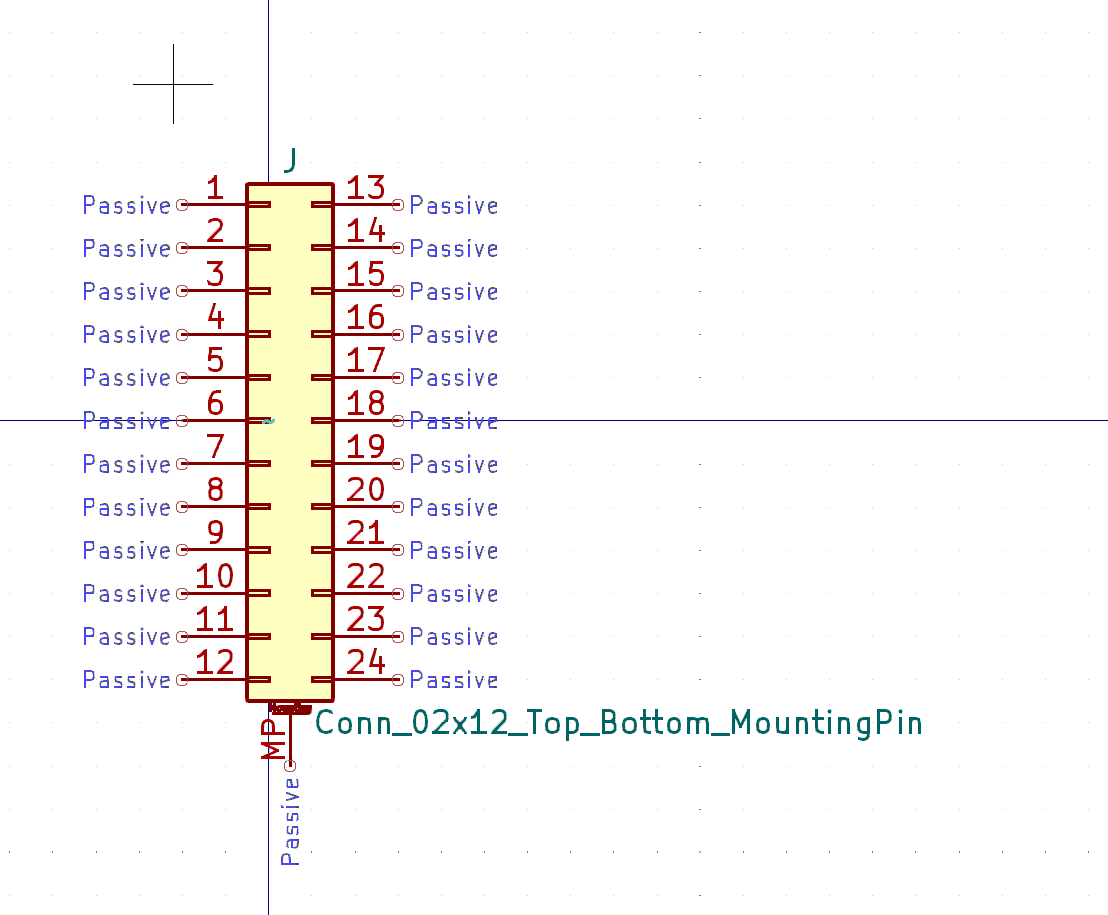 J
Passive 1 13 Passive
Passive 2 14 Passive
Passive 3 15 Passive
Passive 4 16 Passive
Passive 5 17 Passive
Passive 6 18 Passive
Passive 7 19 Passive
Passive 8 20 Passive
Passive 9 21 Passive
Passive 10 22 Passive
Passive 11 23 Passive
Passive 12 24 Passive
Conn_02x12_Top_Bottom_MountingPin
MP
Passive